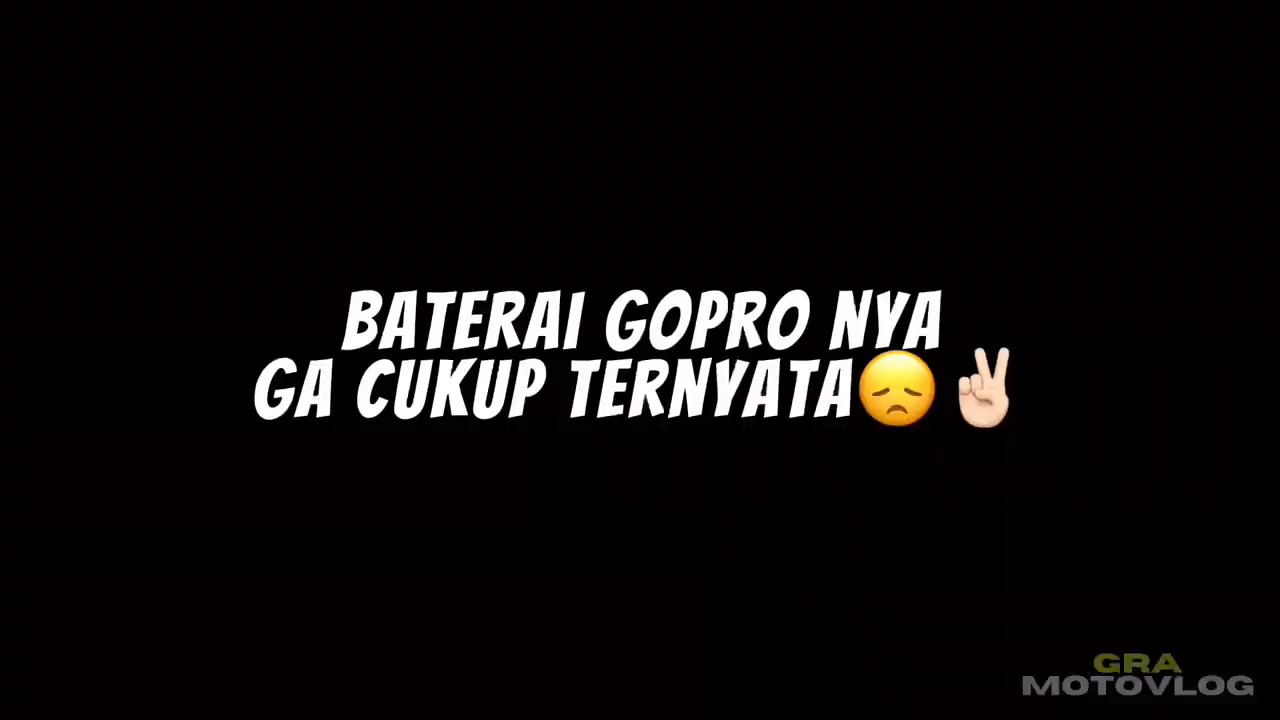 BATERAI GOPRO NYA
GA CUKUP TERNYATA😞✌🏻
GRA
MOTOVLOG